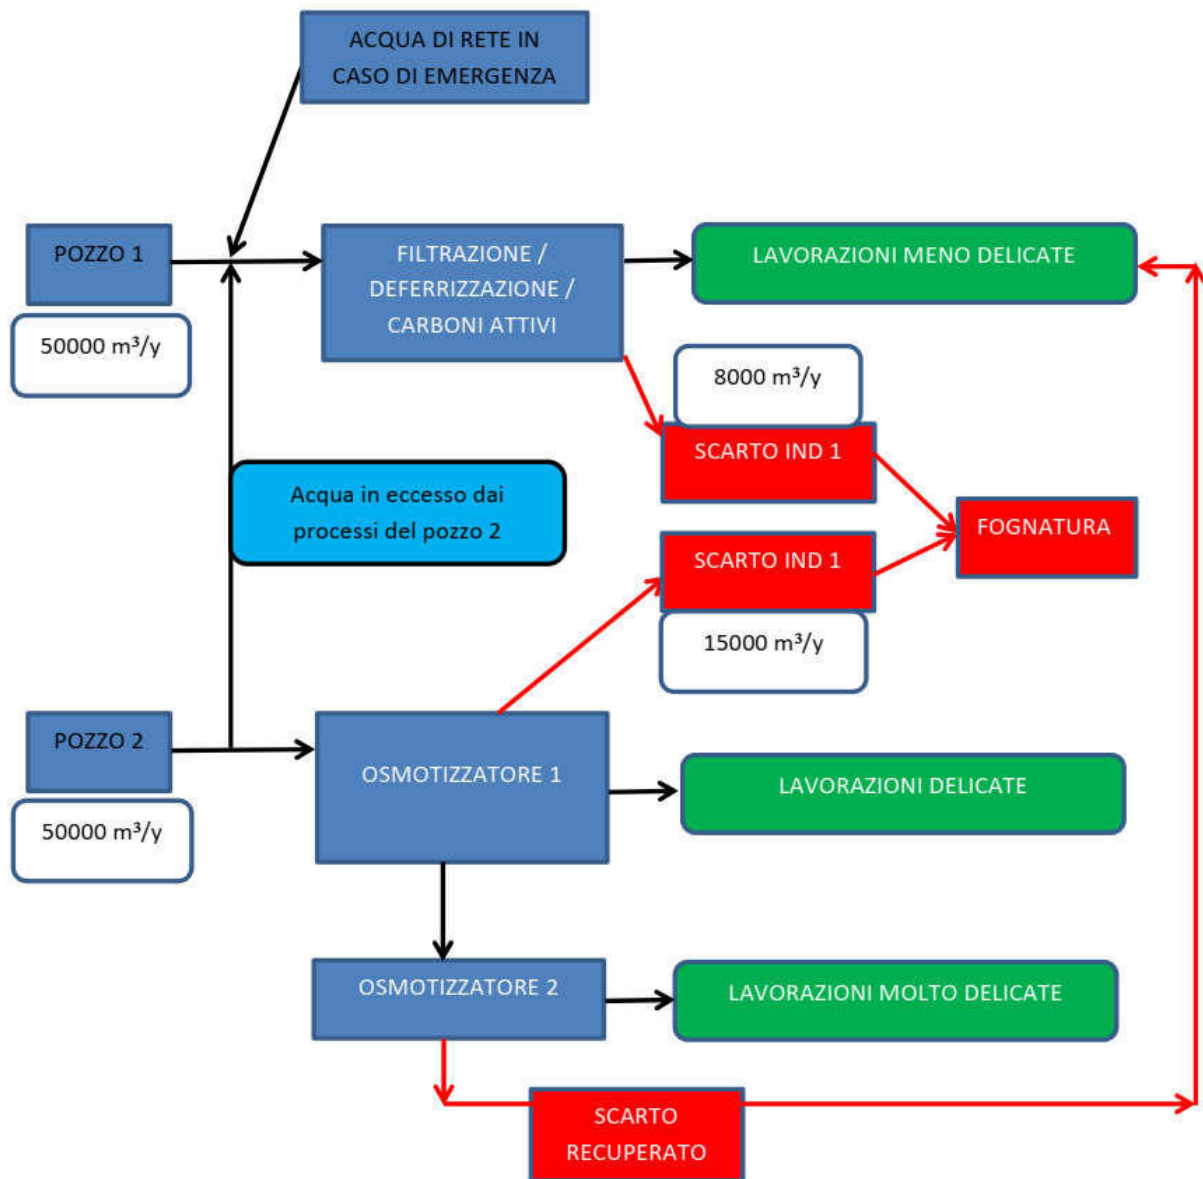 ACQUA DI RETE IN
CASO DI EMERGENZA
POZZO 1
50000 m³/y
FILTRAZIONE /
DEFERRIZZAZIONE /
CARBONI ATTIVI
LAVORAZIONI MENO DELICATE
8000 m³/y
SCARTO IND 1
Acqua in eccesso dai
processi del pozzo 2
FOGNATURA
SCARTO IND 1
15000 m³/y
POZZO 2
50000 m³/y
OSMOTIZZATORE 1
LAVORAZIONI DELICATE
OSMOTIZZATORE 2
LAVORAZIONI MOLTO DELICATE
SCARTO
RECUPERATO